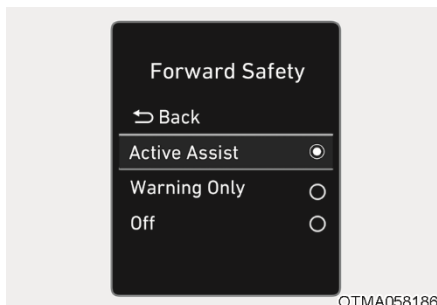 Forward Safety
Back
Active Assist
Warning Only
Off
OTMA058186